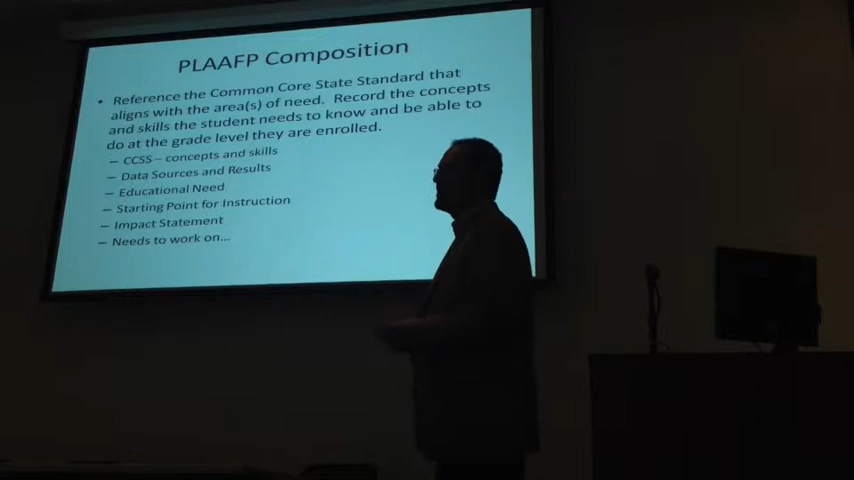 PLAAFP Composition
• Reference the Common Core State Standard that
aligns with the area(s) of need. Record the concepts
and skills the student needs to know and be able to
do at the grade level they are enrolled.
– CCSS – concepts and skills
– Data Sources and Results
– Educational Need
– Starting Point for Instruction
– Impact Statement
– Needs to work on...